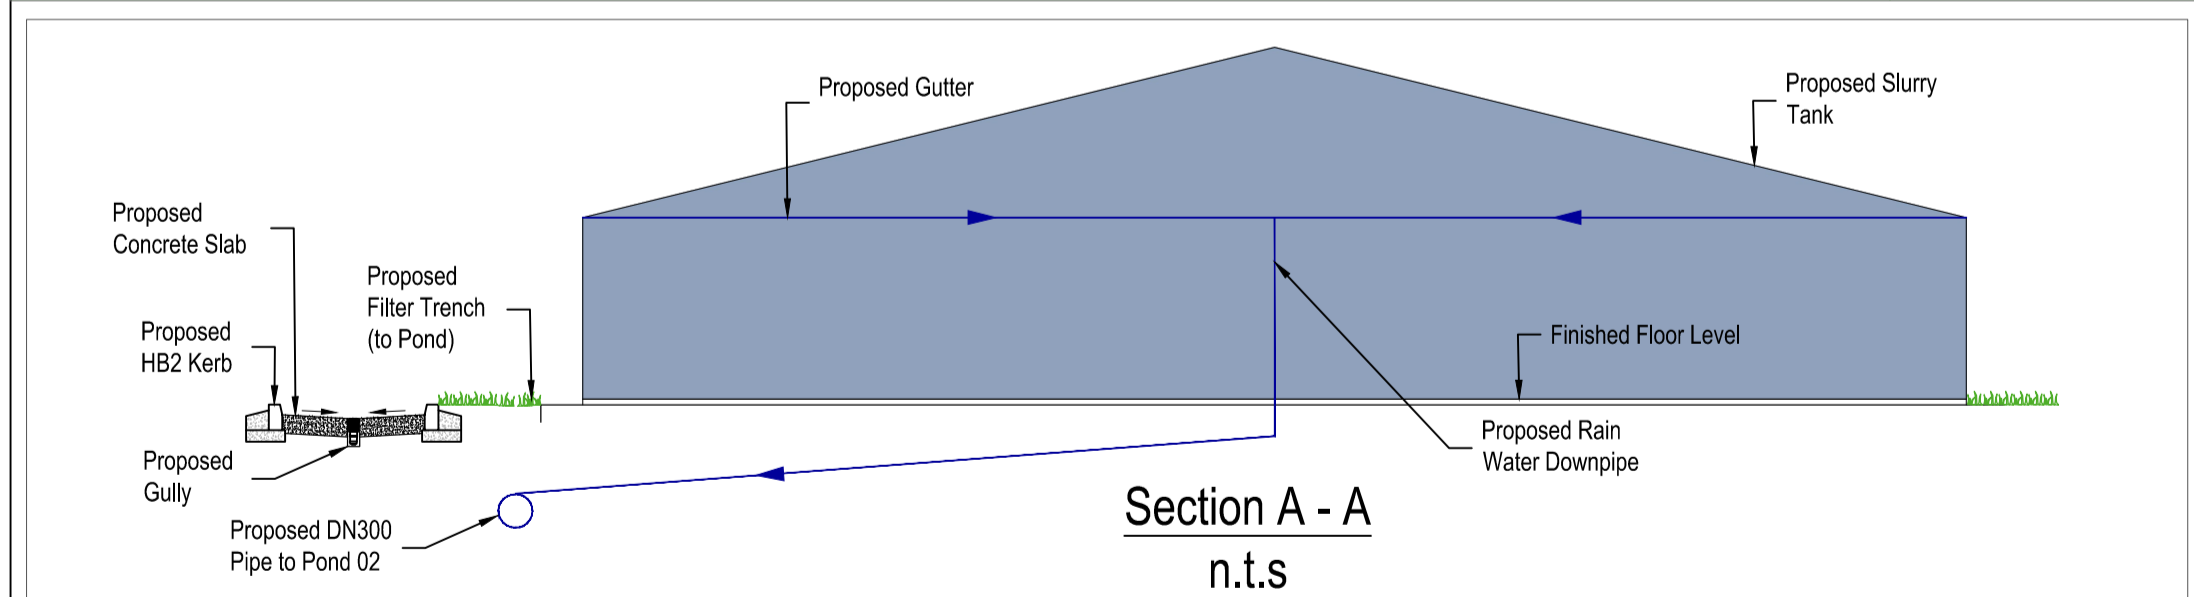 Proposed Gutter
Proposed Slurry
Tank
Proposed
Concrete Slab
Proposed
Filter Trench
(to Pond)
Proposed
HB2 Kerb
Finished Floor Level
Proposed
Gully
Proposed Rain
Water Downpipe
Proposed DN300
Pipe to Pond 02
Section A - A
n.t.s